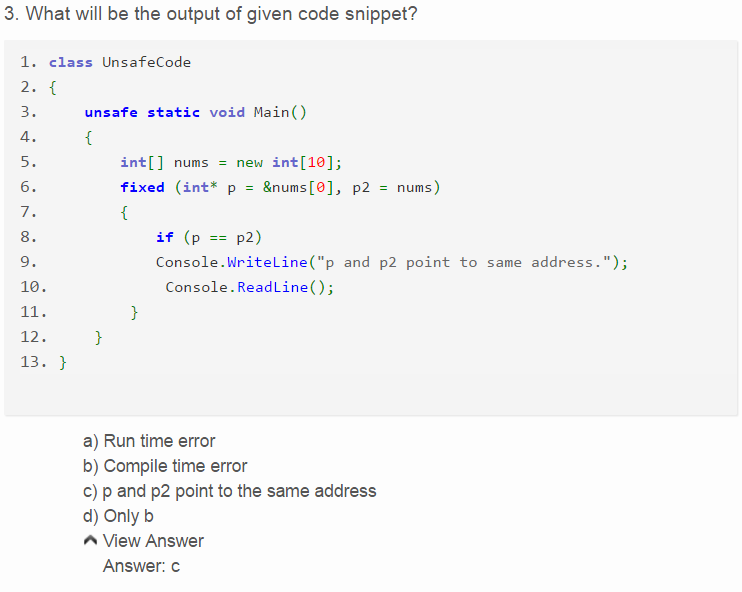 3. What will be the output of given code snippet?
1. class UnsafeCode
2. {
3.     unsafe static void Main()
4.     {
5.         int[] nums = new int[10];
6.         fixed (int* p = &nums[0], p2 = nums)
7.         {
8.             if (p == p2)
9.             Console.WriteLine("p and p2 point to same address.");
10.             Console.ReadLine();
11.         }
12.     }
13. }
a) Run time error
b) Compile time error
c) p and p2 point to the same address
d) Only b
View Answer
Answer: c